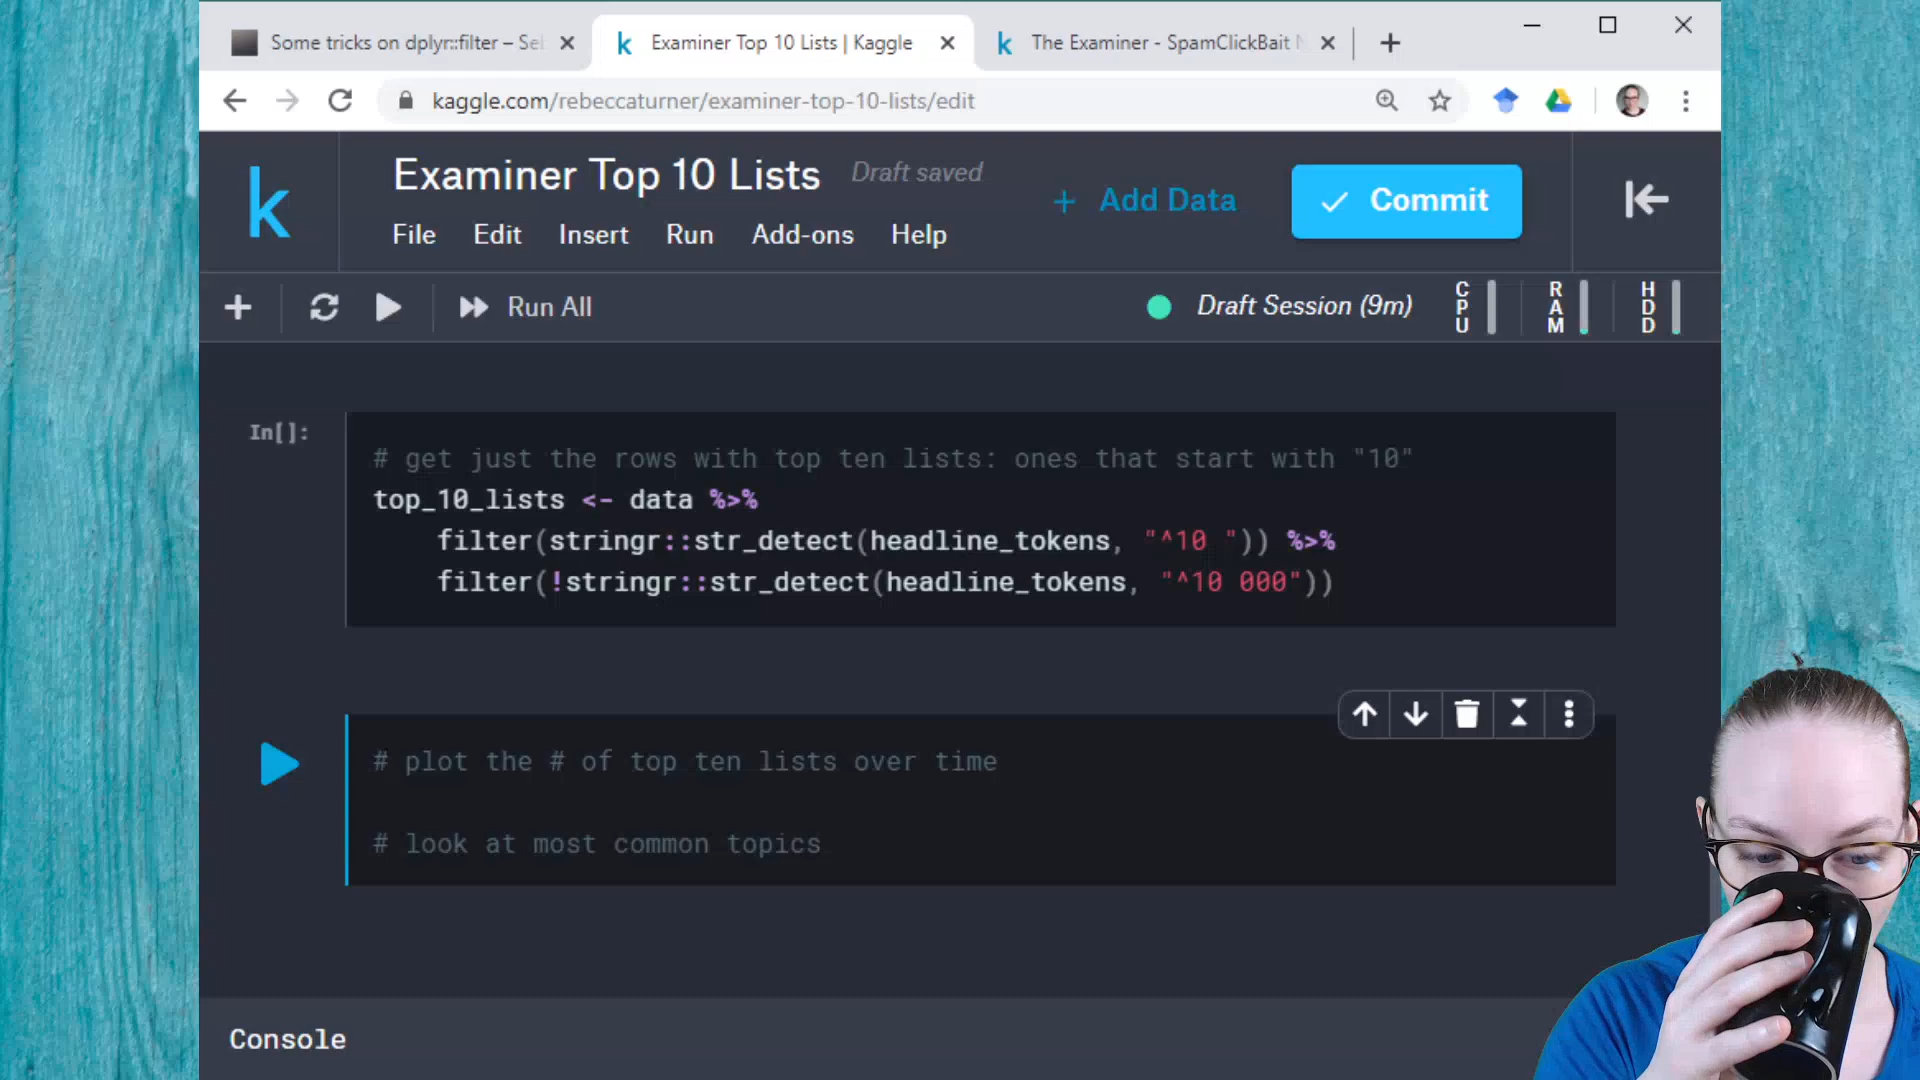 Some tricks on dplyr::filter – Se
Examiner Top 10 Lists | Kaggle
The Examiner - SpamClickBait
kaggle.com/rebeccaturner/examiner-top-10-lists/edit
Examiner Top 10 Lists
Draft saved
+ Add Data
Commit
File Edit Insert Run Add-ons Help
Run All
Draft Session (9m)
CPU
RAM
HDD
In[]:
# get just the rows with top ten lists: ones that start with "10"
top_10_lists <- data %>%
filter(stringr::str_detect(headline_tokens, "^10 ")) %>%
filter(!stringr::str_detect(headline_tokens, "^10 000"))
# plot the # of top ten lists over time
# look at most common topics
Console